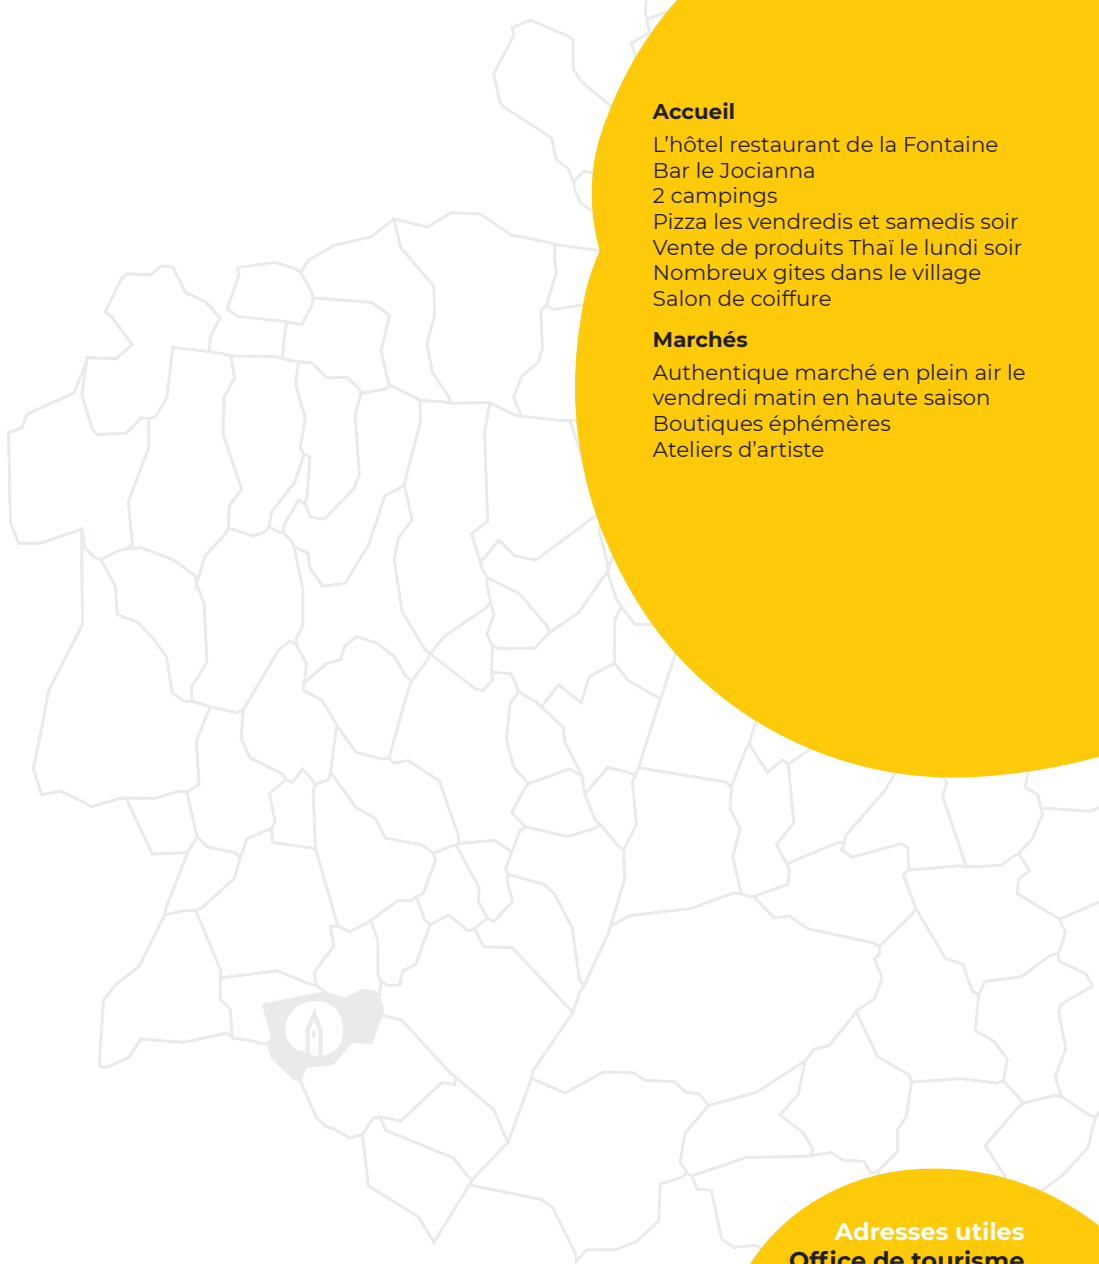 Accueil
L'hôtel restaurant de la Fontaine
Bar le Jocianna
2 campings
Pizza les vendredis et samedis soir
Vente de produits Thaï le lundi soir
Nombreux gites dans le village
Salon de coiffure
Marchés
Authentique marché en plein air le
vendredi matin en haute saison
Boutiques éphémères
Ateliers d'artiste
Adresses utiles
Office de tourisme